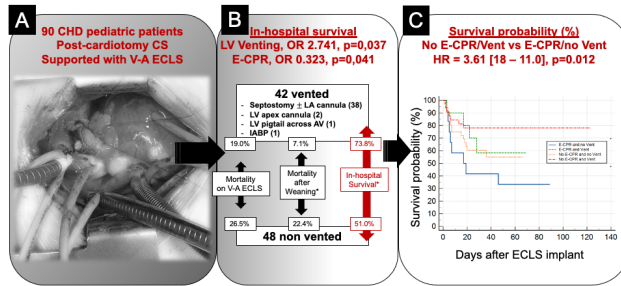 A
90 CHD pediatric patients
Post-cardiotomy CS
Supported with V-A ECLS
B
In-hospital survival
LV Venting, OR 2.741, p=0,037
E-CPR, OR 0.323, p=0,041
42 vented
- Septostomy ± LA cannula (38)
- LV apex cannula (2)
- LV pigtail across AV (1)
- IABP (1)
19.0%
7.1%
73.8%
Mortality
on V-A ECLS
Mortality
after
Weaning*
In-hospital
Survival*
26.5%
22.4%
51.0%
48 non vented
C
Survival probability (%)
No E-CPR/Vent vs E-CPR/no Vent
HR = 3.61 [18 – 11.0], p=0.012
Survival probability (%)
100
90
80
70
60
50
40
30
20
10
0
E-CPR and no Vent
E-CPR and Vent
No E-CPR and no Vent
No E-CPR and Vent
0 20 40 60 80 100 120 140
Days after ECLS implant